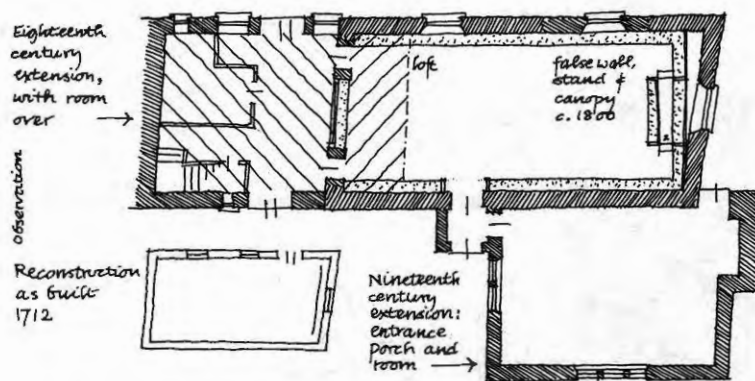 Eighteenth
century
extension,
with room
over
loft
false wall,
stand &
canopy
c. 1800
observation
Reconstruction
as built
1712
Nineteenth
century
extension:
entrance
porch and
room